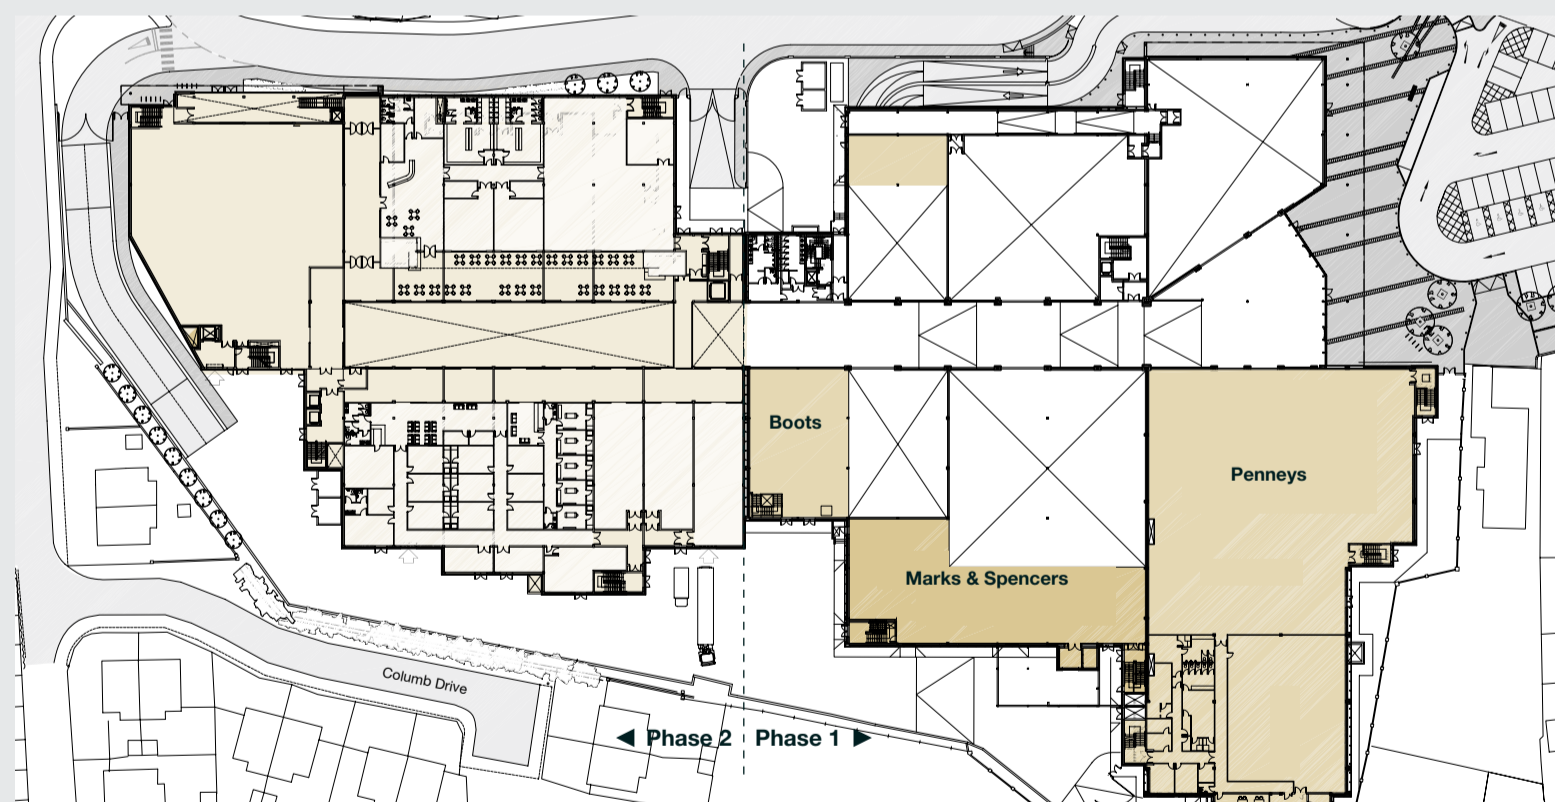 Boots
Penneys
Marks & Spencers
Columb Drive
◀ Phase 2
Phase 1 ▶